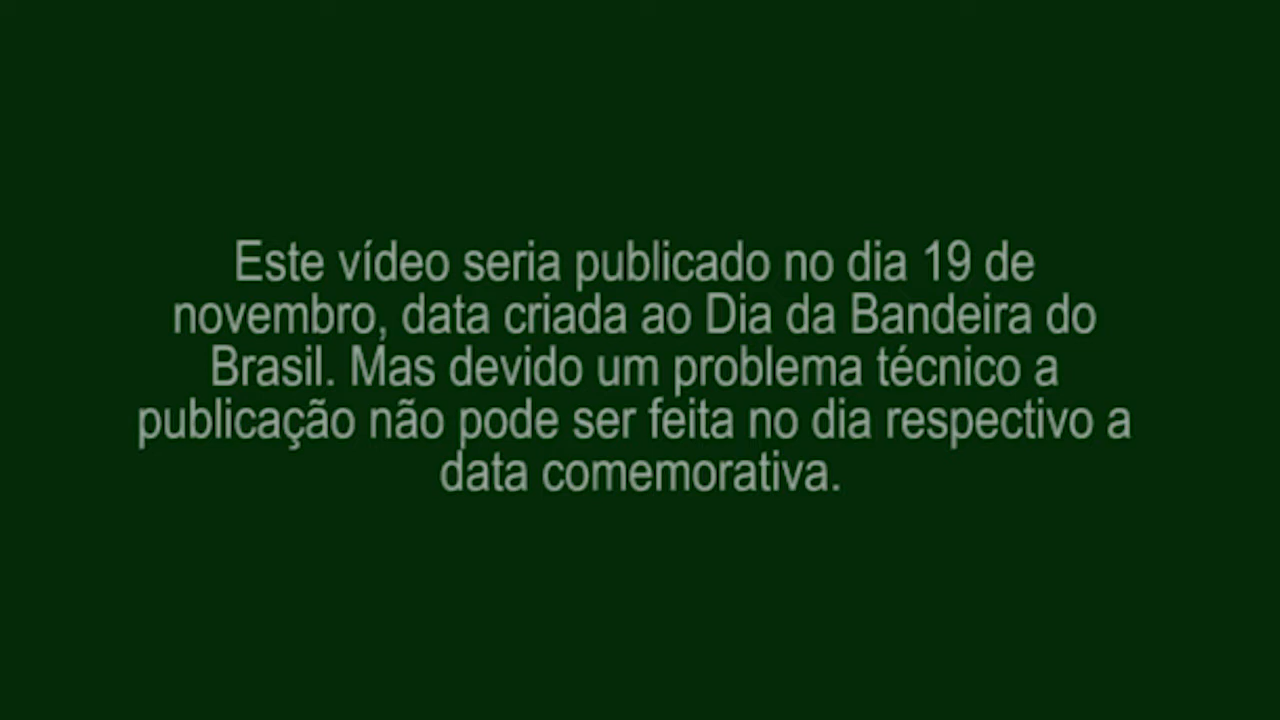 Este vídeo seria publicado no dia 19 de
novembro, data criada ao Dia da Bandeira do
Brasil. Mas devido um problema técnico a
publicação não pode ser feita no dia respectivo a
data comemorativa.